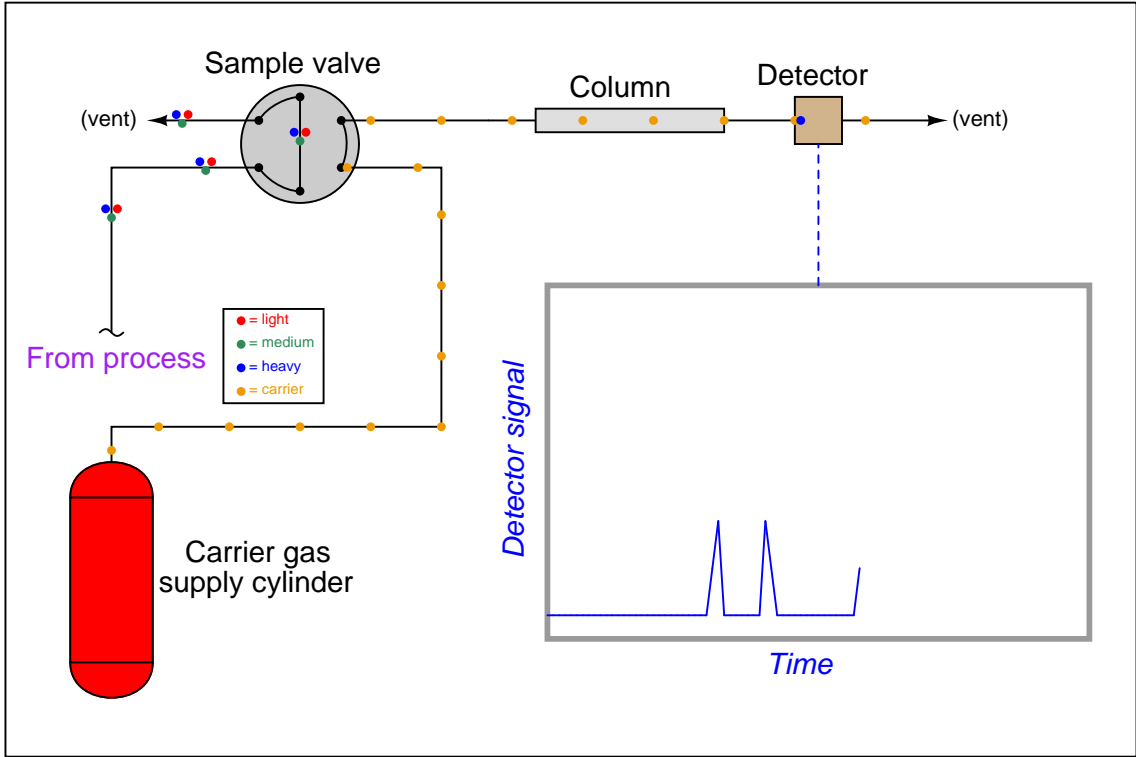 Sample valve
Column
Detector
(vent)
(vent)
= light
= medium
= heavy
= carrier
From process
Carrier gas
supply cylinder
Detector signal
Time